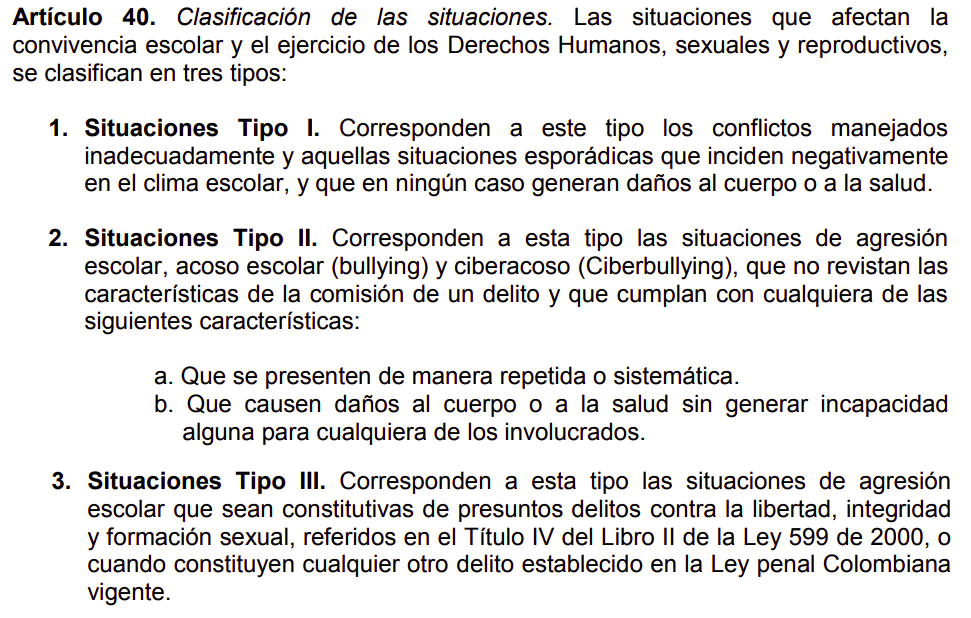 Artículo 40. Clasificación de las situaciones. Las situaciones que afectan la
convivencia escolar y el ejercicio de los Derechos Humanos, sexuales y reproductivos,
se clasifican en tres tipos:
1. Situaciones Tipo I. Corresponden a este tipo los conflictos manejados
inadecuadamente y aquellas situaciones esporádicas que inciden negativamente
en el clima escolar, y que en ningún caso generan daños al cuerpo o a la salud.
2. Situaciones Tipo II. Corresponden a esta tipo las situaciones de agresión
escolar, acoso escolar (bullying) y ciberacoso (Ciberbullying), que no revistan las
características de la comisión de un delito y que cumplan con cualquiera de las
siguientes características:
a. Que se presenten de manera repetida o sistemática.
b. Que causen daños al cuerpo o a la salud sin generar incapacidad
alguna para cualquiera de los involucrados.
3. Situaciones Tipo III. Corresponden a esta tipo las situaciones de agresión
escolar que sean constitutivas de presuntos delitos contra la libertad, integridad
y formación sexual, referidos en el Título IV del Libro II de la Ley 599 de 2000, o
cuando constituyen cualquier otro delito establecido en la Ley penal Colombiana
vigente.